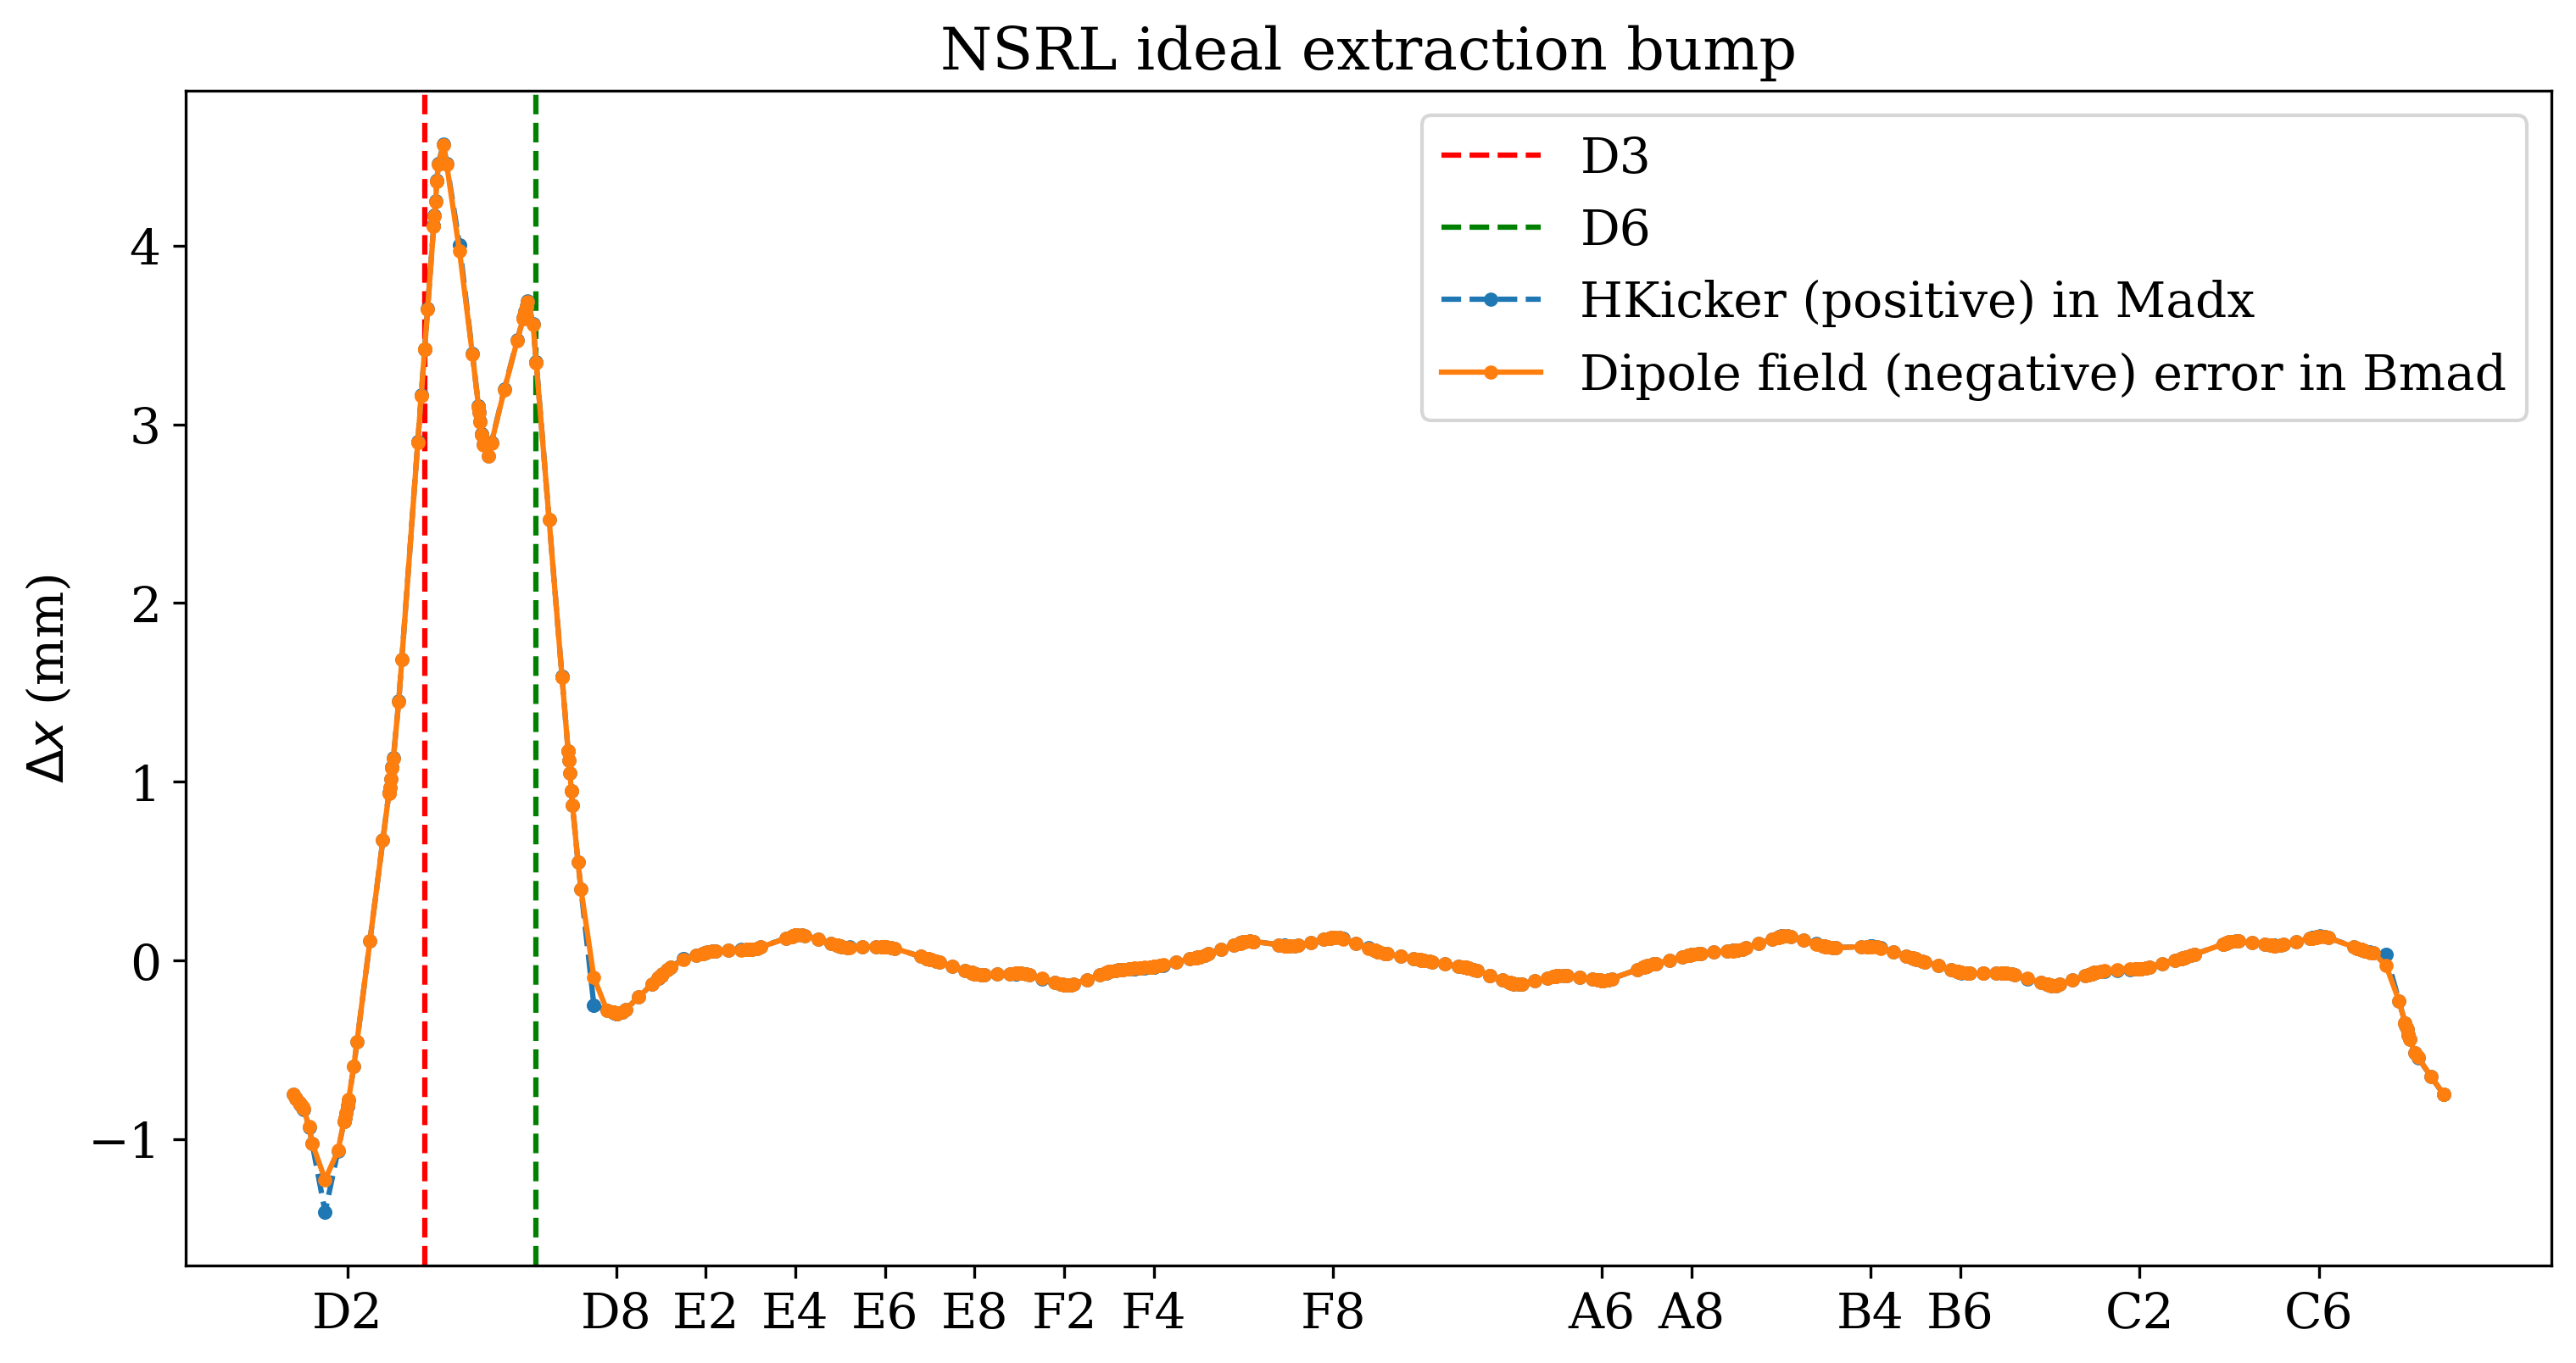 NSRL ideal extraction bump
D3
D6
HKicker (positive) in Madx
Dipole field (negative) error in Bmad
Δx (mm)
4
3
2
1
0
−1
D2 D8 E2 E4 E6 E8 F2 F4 F8 A6 A8 B4 B6 C2 C6